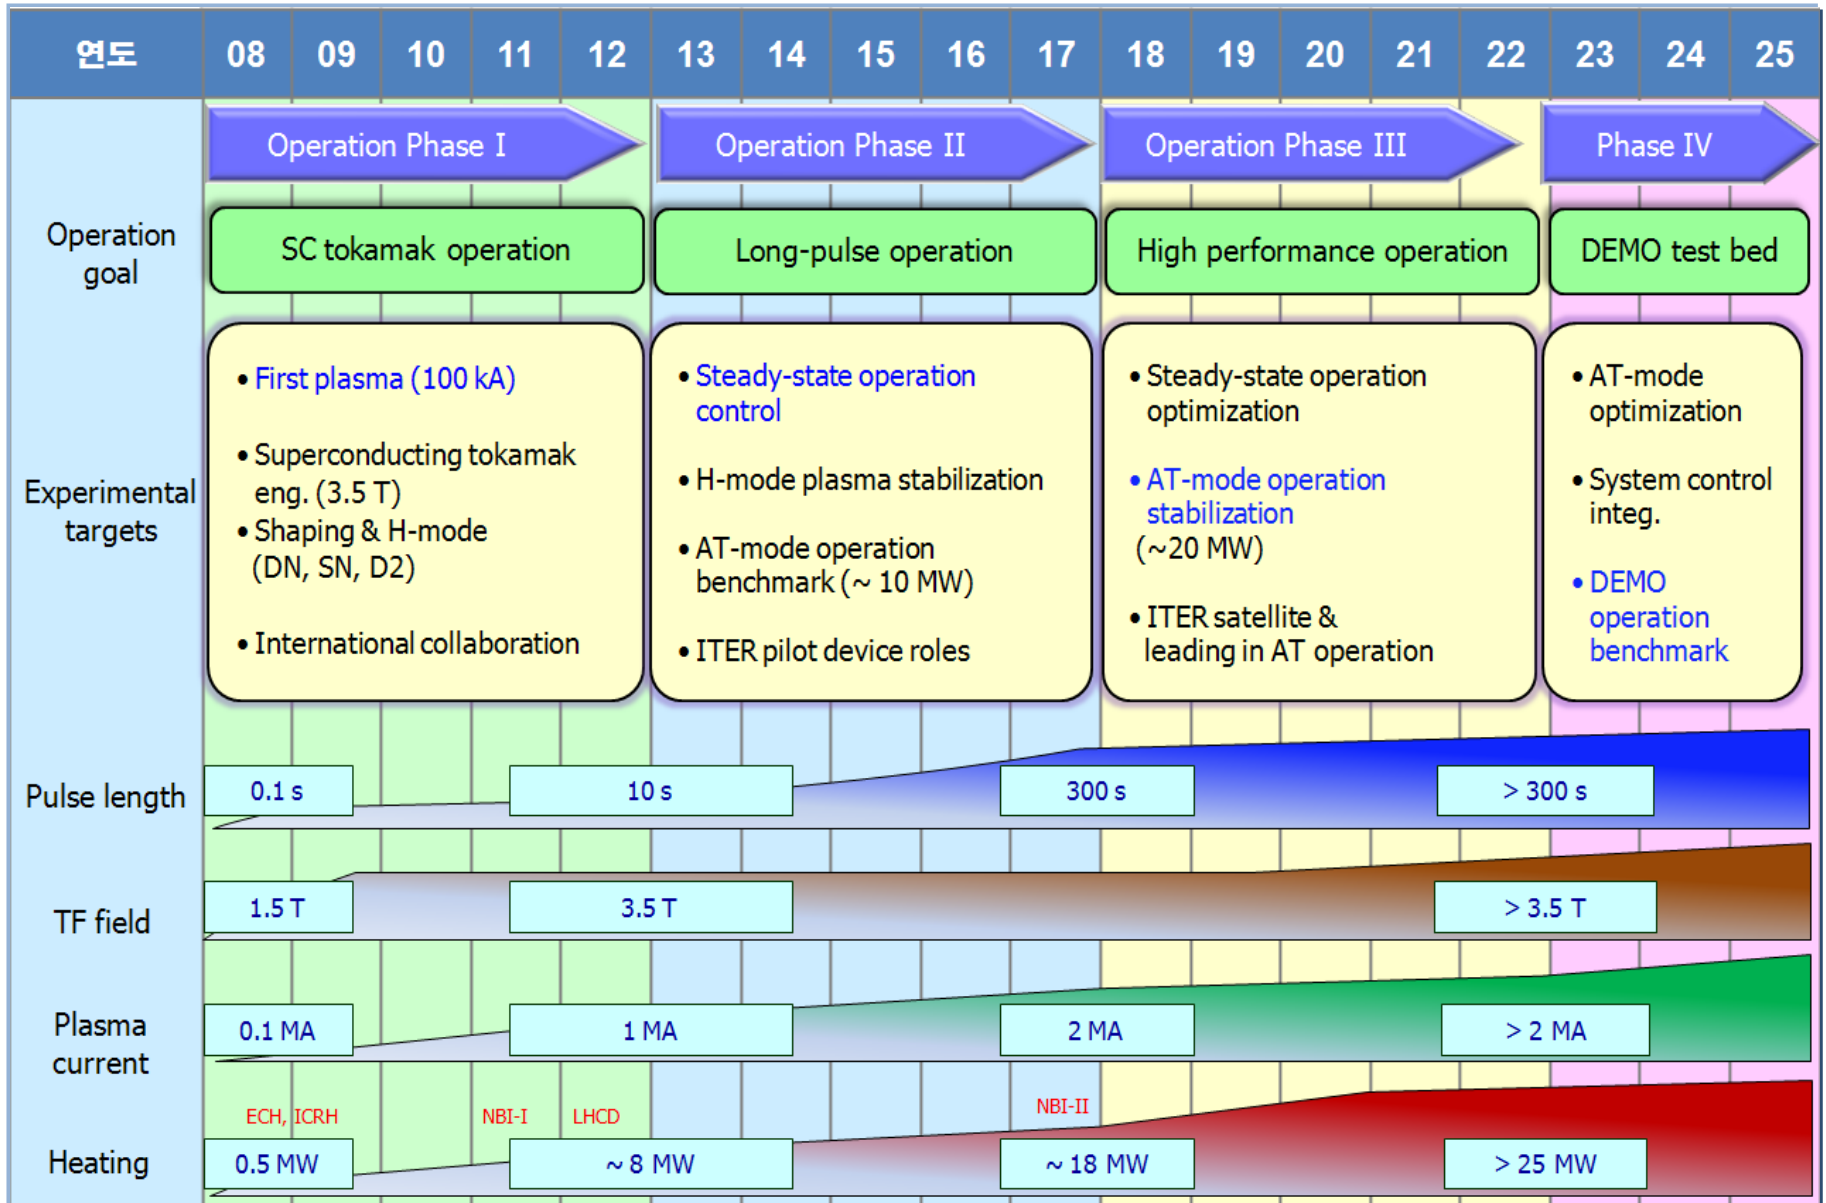 연도 08 09 10 11 12 13 14 15 16 17 18 19 20 21 22 23 24 25
Operation Phase I
Operation Phase II
Operation Phase III
Phase IV
Operation
goal
SC tokamak operation
Long-pulse operation
High performance operation
DEMO test bed
Experimental
targets
• First plasma (100 kA)
• Superconducting tokamak
eng. (3.5 T)
• Shaping & H-mode
(DN, SN, D2)
• International collaboration
• Steady-state operation
control
• H-mode plasma stabilization
• AT-mode operation
benchmark (~ 10 MW)
• ITER pilot device roles
• Steady-state operation
optimization
• AT-mode operation
stabilization
(~20 MW)
• ITER satellite &
leading in AT operation
• AT-mode
optimization
• System control
integ.
• DEMO
operation
benchmark
Pulse length
0.1 s
10 s
300 s
> 300 s
TF field
1.5 T
3.5 T
> 3.5 T
Plasma
current
0.1 MA
1 MA
2 MA
> 2 MA
ECH, ICRH
NBI-I
LHCD
NBI-II
Heating
0.5 MW
~ 8 MW
~ 18 MW
> 25 MW